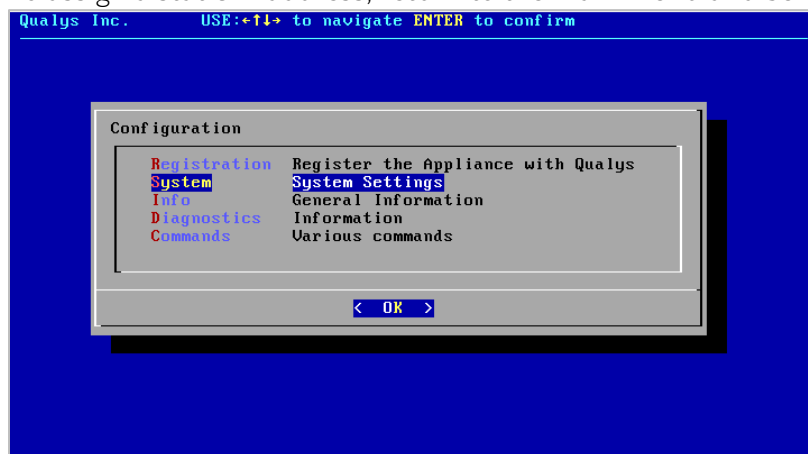 Qualys Inc. USE:←↑↓→ to navigate ENTER to confirm
Configuration
Registration Register the Appliance with Qualys
System System Settings
Info General Information
Diagnostics Information
Commands Various commands
< OK >